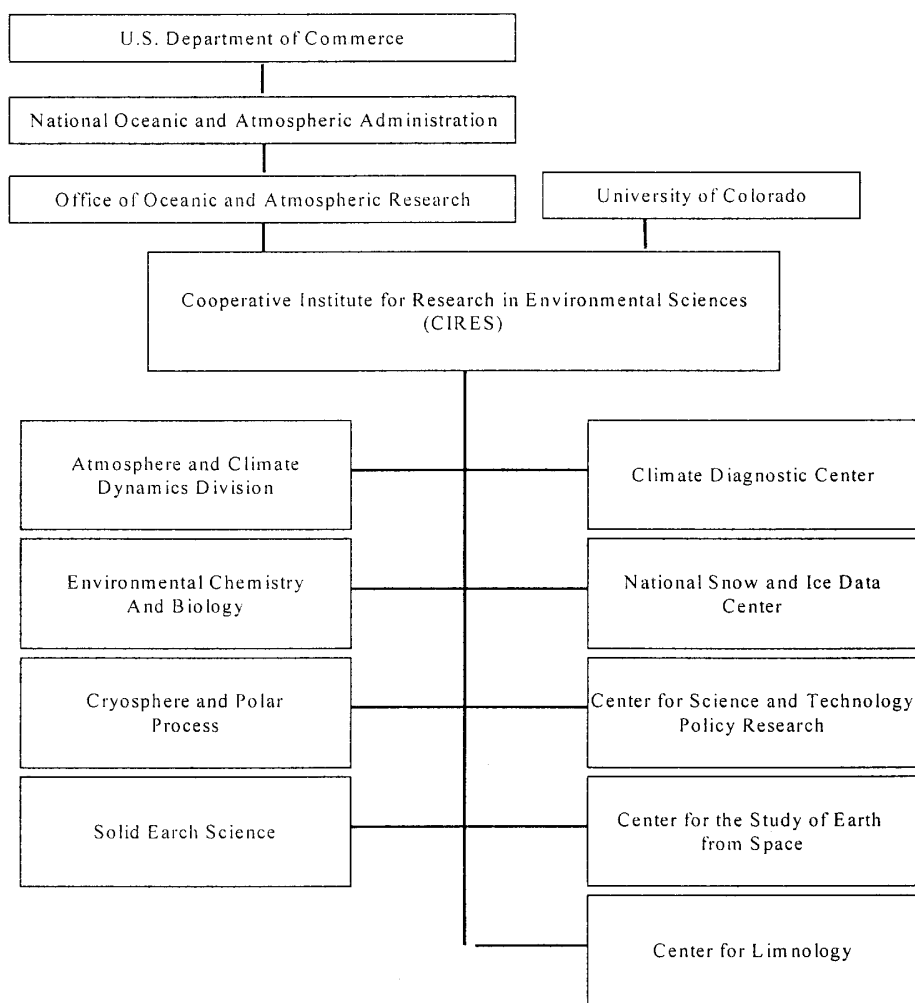 U.S. Department of Commerce
National Oceanic and Atmospheric Administration
Office of Oceanic and Atmospheric Research
University of Colorado
Cooperative Institute for Research in Environmental Sciences
(CIRES)
Atmosphere and Climate
Dynamics Division
Climate Diagnostic Center
Environmental Chemistry
And Biology
National Snow and Ice Data
Center
Cryosphere and Polar
Process
Center for Science and Technology
Policy Research
Solid Earch Science
Center for the Study of Earth
from Space
Center for Limnology